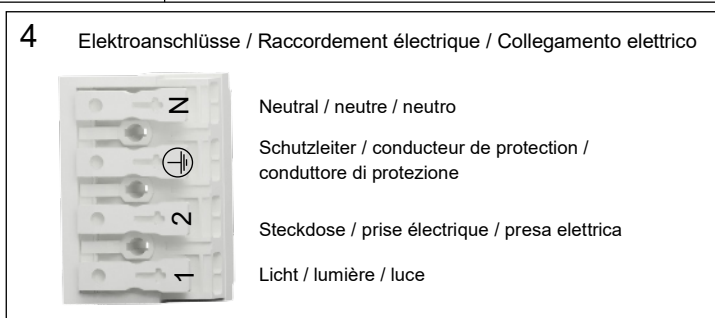 4 Elektroanschlüsse / Raccordement électrique / Collegamento elettrico
N Neutral / neutre / neutro
Schutzleiter / conducteur de protection /
conduttore di protezione
2 Steckdose / prise électrique / presa elettrica
1 Licht / lumière / luce